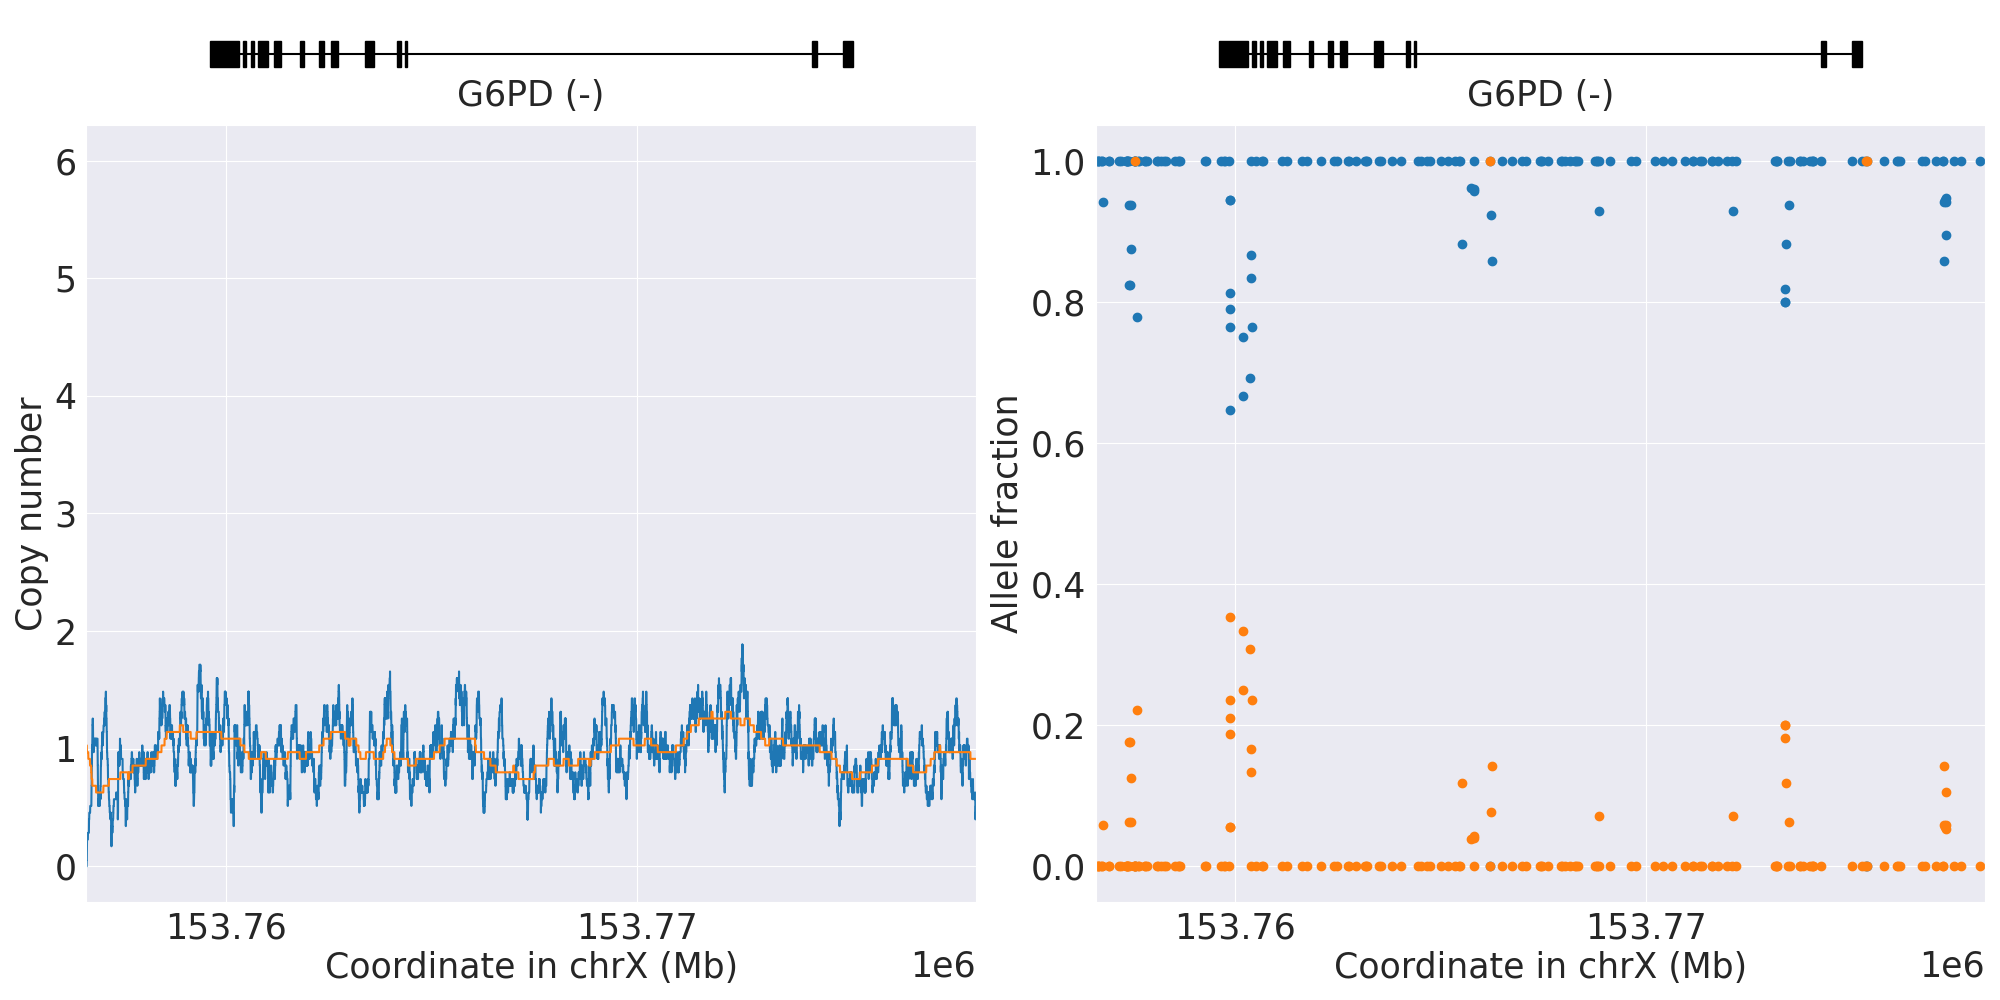 G6PD (-)
6
5
4
3
2
1
0
Copy number
153.76
153.77
Coordinate in chrX (Mb)
1e6
G6PD (-)
1.0
0.8
0.6
0.4
0.2
0.0
Allele fraction
153.76
153.77
Coordinate in chrX (Mb)
1e6